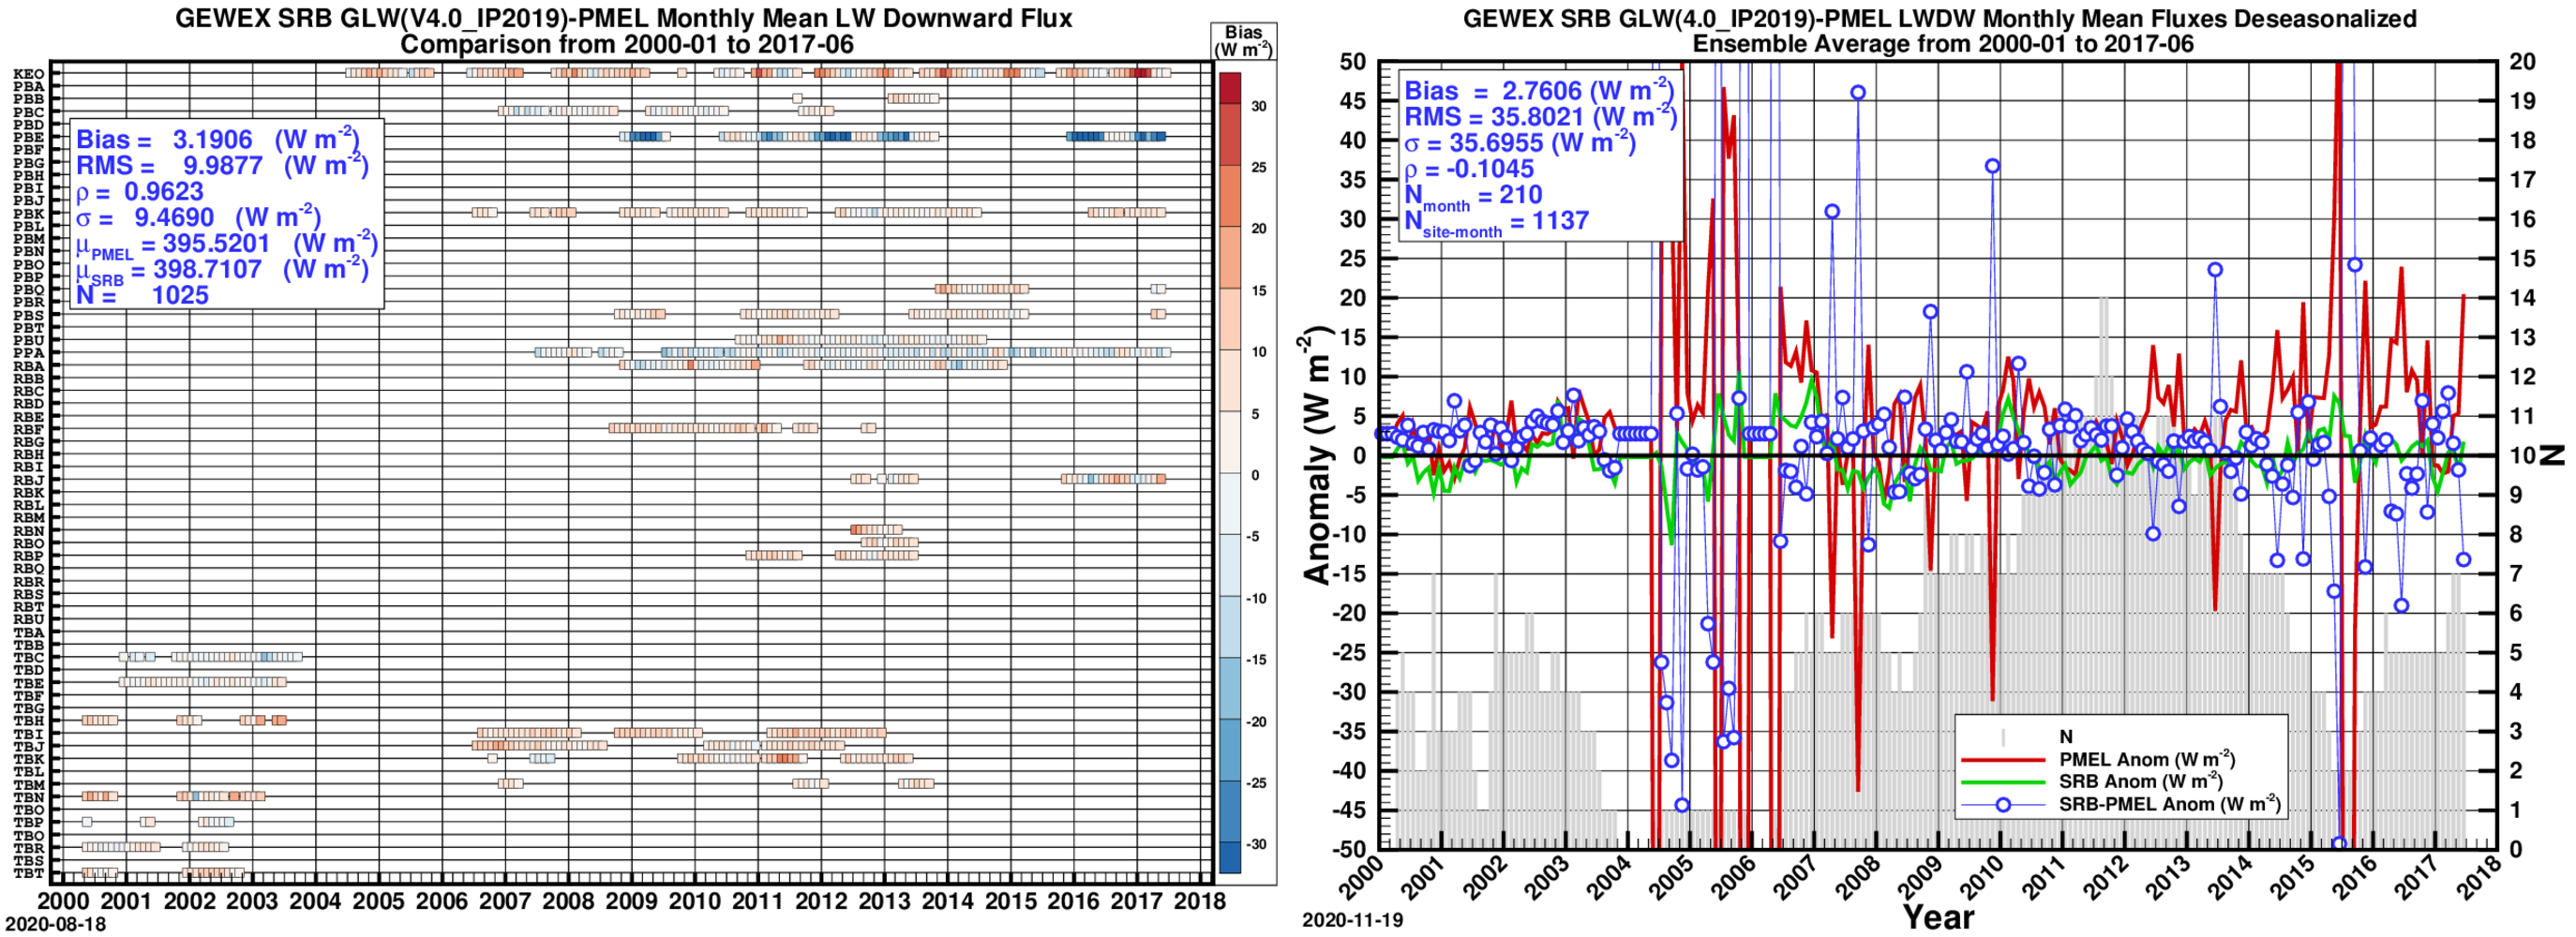 GEWEX SRB GLW(V4.0_IP2019)-PMEL Monthly Mean LW Downward Flux
Comparison from 2000-01 to 2017-06
Bias
(W m-2)
KEO
PBA
PBB
PBC
PBD
PBE
PBF
PBG
PBH
PBI
PBJ
PBK
PBL
PBM
PBN
PBO
PBP
PBQ
PBR
PBS
PBT
PBU
PPA
RBA
RBB
RBC
RBD
RBE
RBF
RBG
RBH
RBI
RBJ
RBK
RBL
RBM
RBN
RBO
RBP
RBQ
RBR
RBS
RBT
RBU
TBA
TBB
TBC
TBD
TBE
TBF
TBG
TBH
TBI
TBJ
TBK
TBL
TBM
TBN
TBO
TBP
TBQ
TBR
TBS
TBT
Bias = 3.1906 (W m-2)
RMS = 9.9877 (W m-2)
ρ = 0.9623
σ = 9.4690 (W m-2)
μPMEL = 395.5201 (W m-2)
μSRB = 398.7107 (W m-2)
N = 1025
30
25
20
15
10
5
0
-5
-10
-15
-20
-25
-30
2000 2001 2002 2003 2004 2005 2006 2007 2008 2009 2010 2011 2012 2013 2014 2015 2016 2017 2018
2020-08-18
GEWEX SRB GLW(4.0_IP2019)-PMEL LWDW Monthly Mean Fluxes Deseasonalized
Ensemble Average from 2000-01 to 2017-06
Anomaly (W m-2)
50
45
40
35
30
25
20
15
10
5
0
-5
-10
-15
-20
-25
-30
-35
-40
-45
-50
Bias = 2.7606 (W m-2)
RMS = 35.8021 (W m-2)
σ = 35.6955 (W m-2)
ρ = -0.1045
Nmonth = 210
Nsite-month = 1137
N
PMEL Anom (W m-2)
SRB Anom (W m-2)
SRB-PMEL Anom (W m-2)
20
19
18
17
16
15
14
13
12
11
10
9
8
7
6
5
4
3
2
1
0
N
2000 2001 2002 2003 2004 2005 2006 2007 2008 2009 2010 2011 2012 2013 2014 2015 2016 2017 2018
Year
2020-11-19